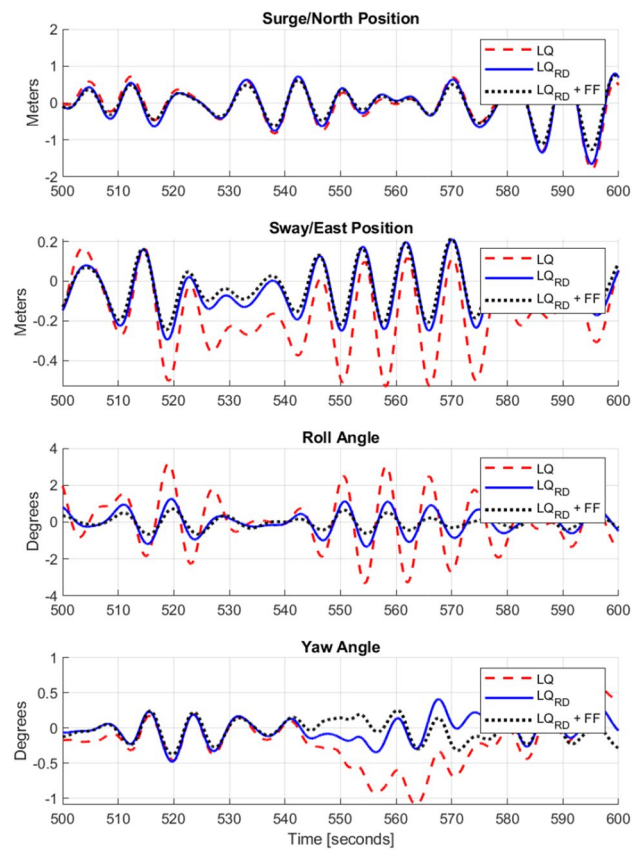 Surge/North Position
2
1
0
-1
-2
Meters
LQ
LQRD
LQRD + FF
500 510 520 530 540 550 560 570 580 590 600
Sway/East Position
0.2
0
-0.2
-0.4
Meters
LQ
LQRD
LQRD + FF
500 510 520 530 540 550 560 570 580 590 600
Roll Angle
4
2
0
-2
-4
Degrees
LQ
LQRD
LQRD + FF
500 510 520 530 540 550 560 570 580 590 600
Yaw Angle
1
0.5
0
-0.5
-1
Degrees
LQ
LQRD
LQRD + FF
500 510 520 530 540 550 560 570 580 590 600
Time [seconds]